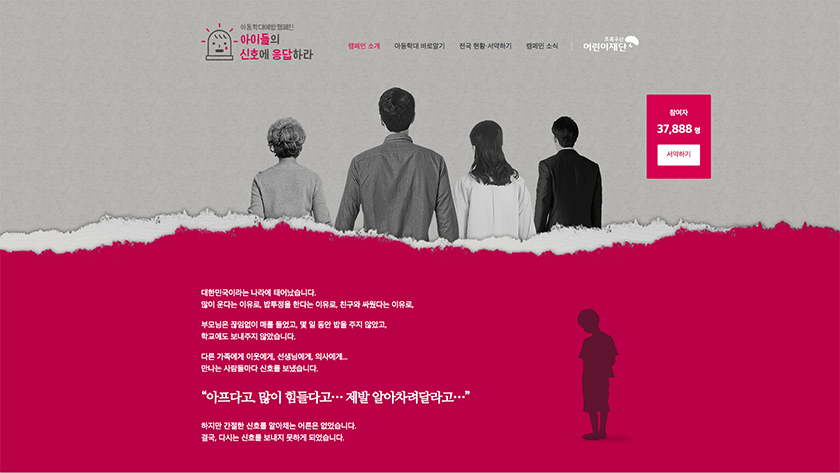 아동학대예방캠페인
아이들의
신호에 응답하라
캠페인 소개
아동학대 바로알기
전국 현황·서약하기
캠페인 소식
초록우산
어린이재단
참여자
37,888 명
서약하기
대한민국이라는 나라에 태어났습니다.
많이 운다는 이유로, 밥투정을 한다는 이유로, 친구와 싸웠다는 이유로,
부모님은 끊임없이 매를 들었고, 몇 일 동안 밥을 주지 않았고,
학교에도 보내주지 않았습니다.
다른 가족에게 이웃에게, 선생님에게, 의사에게...
만나는 사람들마다 신호를 보냈습니다.
“아프다고, 많이 힘들다고… 제발 알아차려달라고…”
하지만 간절한 신호를 알아채는 어른은 없었습니다.
결국, 다시는 신호를 보내지 못하게 되었습니다.